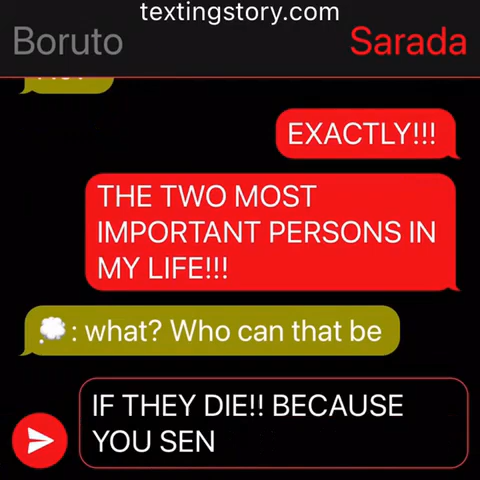 textingstory.com
Boruto Sarada
EXACTLY!!!
THE TWO MOST
IMPORTANT PERSONS IN
MY LIFE!!!
💭: what? Who can that be
IF THEY DIE!! BECAUSE
YOU SEN